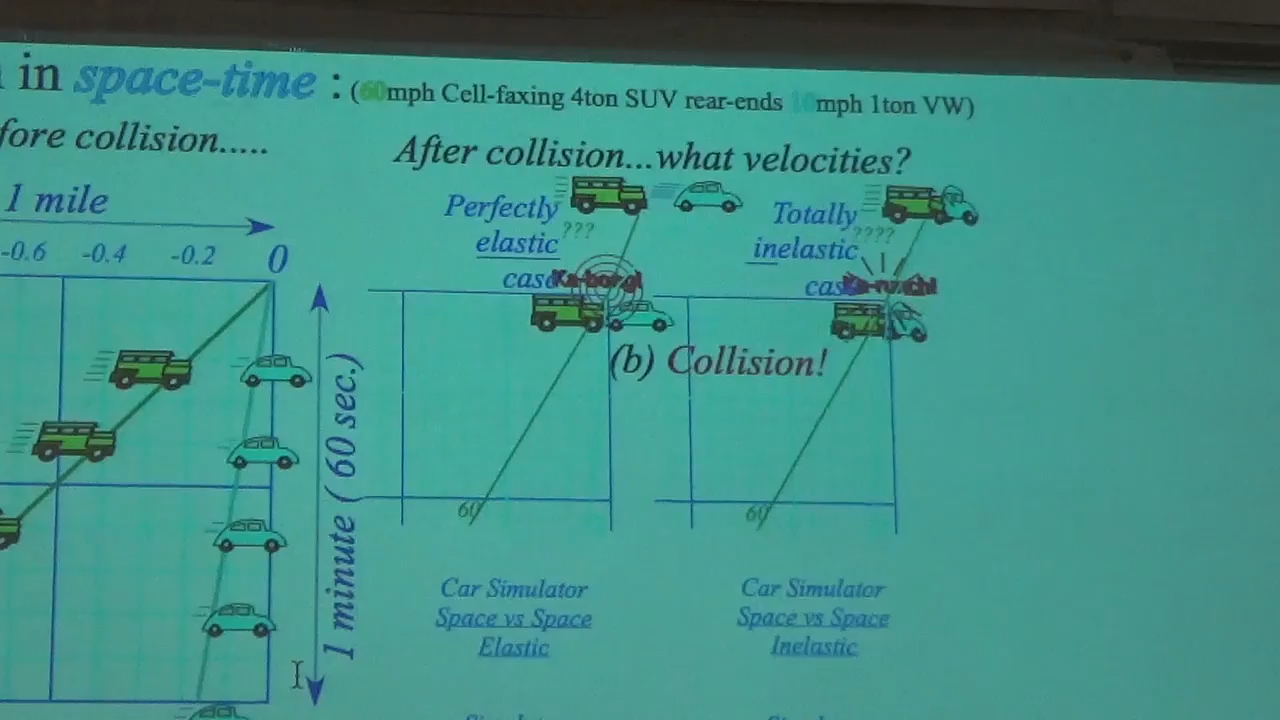 in space-time : (60mph Cell-faxing 4ton SUV rear-ends 10mph 1ton VW)
fore collision.....
After collision...what velocities?
1 mile
Perfectly
elastic
???
case
Totally
inelastic
????
-0.6 -0.4 -0.2 0
(b) Collision!
1 minute ( 60 sec.)
60
60
Car Simulator
Space vs Space
Elastic
Car Simulator
Space vs Space
Inelastic